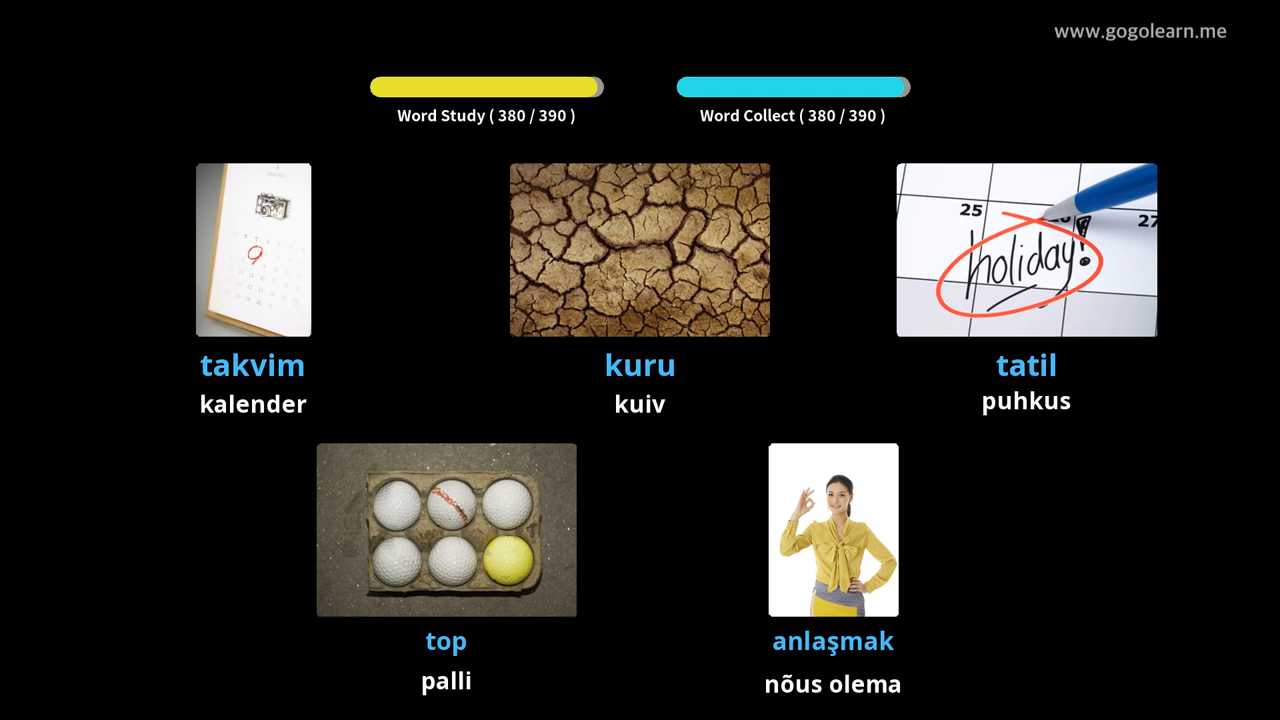 www.gogolearn.me
Word Study ( 380 / 390 )
Word Collect ( 380 / 390 )
25
27
holiday!
takvim
kuru
tatil
kalender
kuiv
puhkus
top
anlaşmak
palli
nõus olema